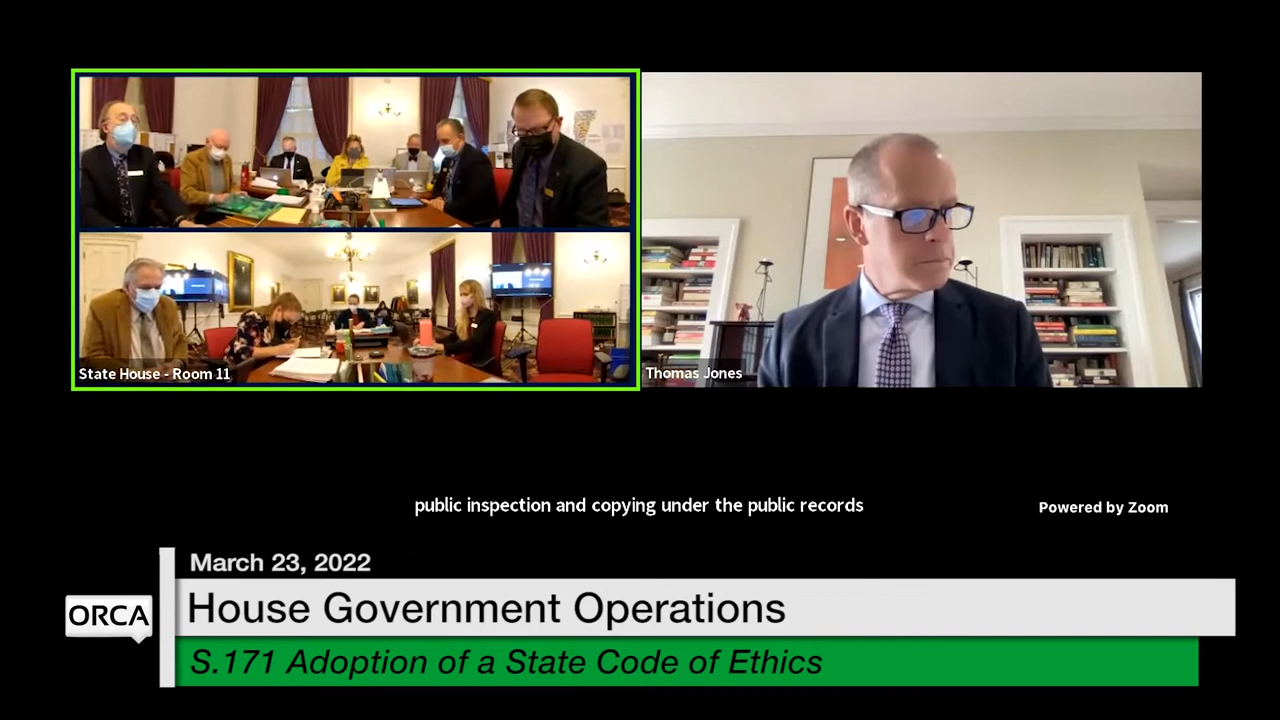 State House - Room 11
Thomas Jones
public inspection and copying under the public records
Powered by Zoom
March 23, 2022
House Government Operations
ORCA
S.171 Adoption of a State Code of Ethics